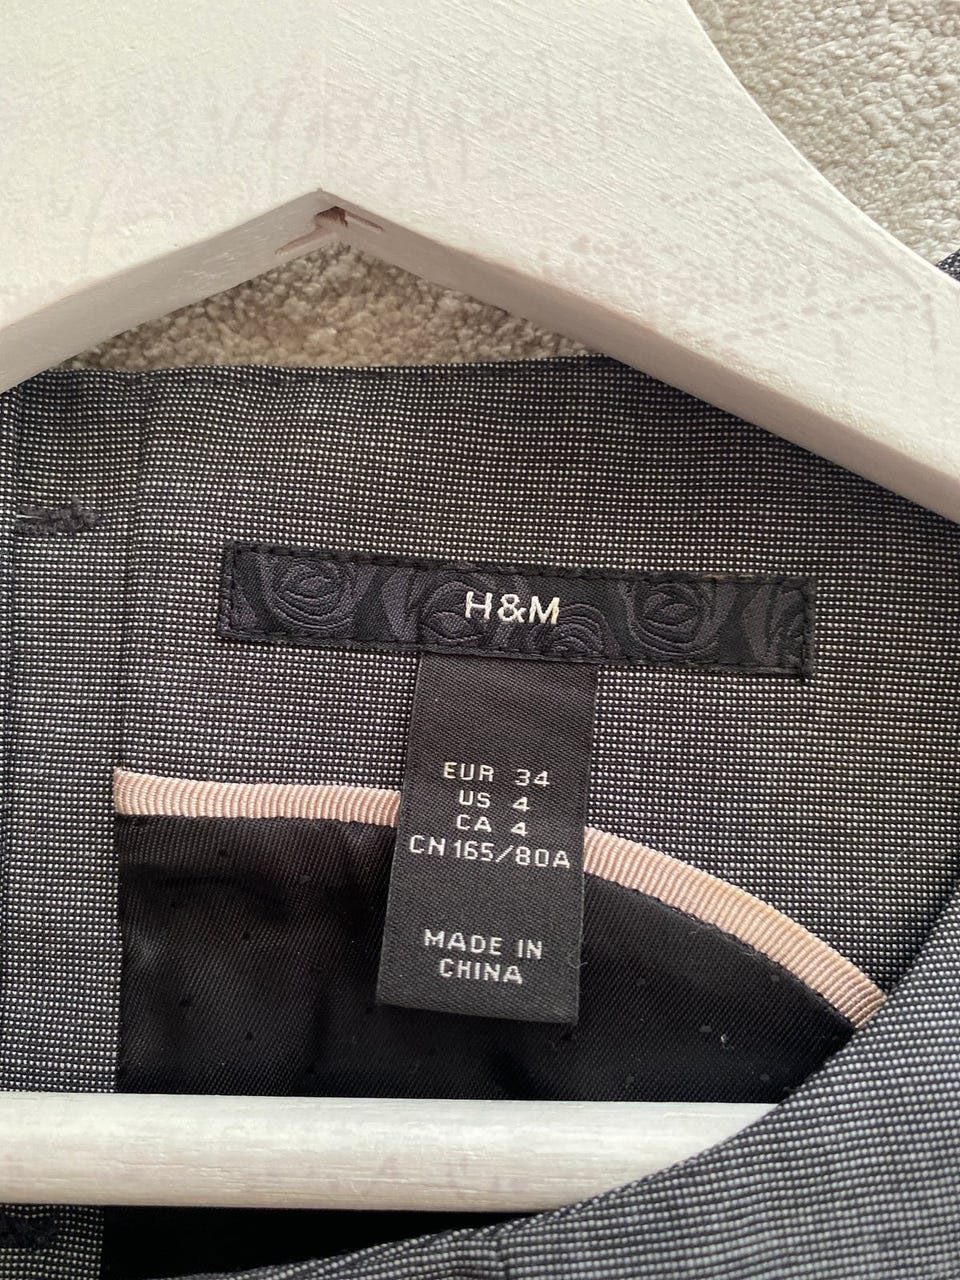 H&M
EUR 34
US 4
CA 4
CN 165/80A
MADE IN
CHINA